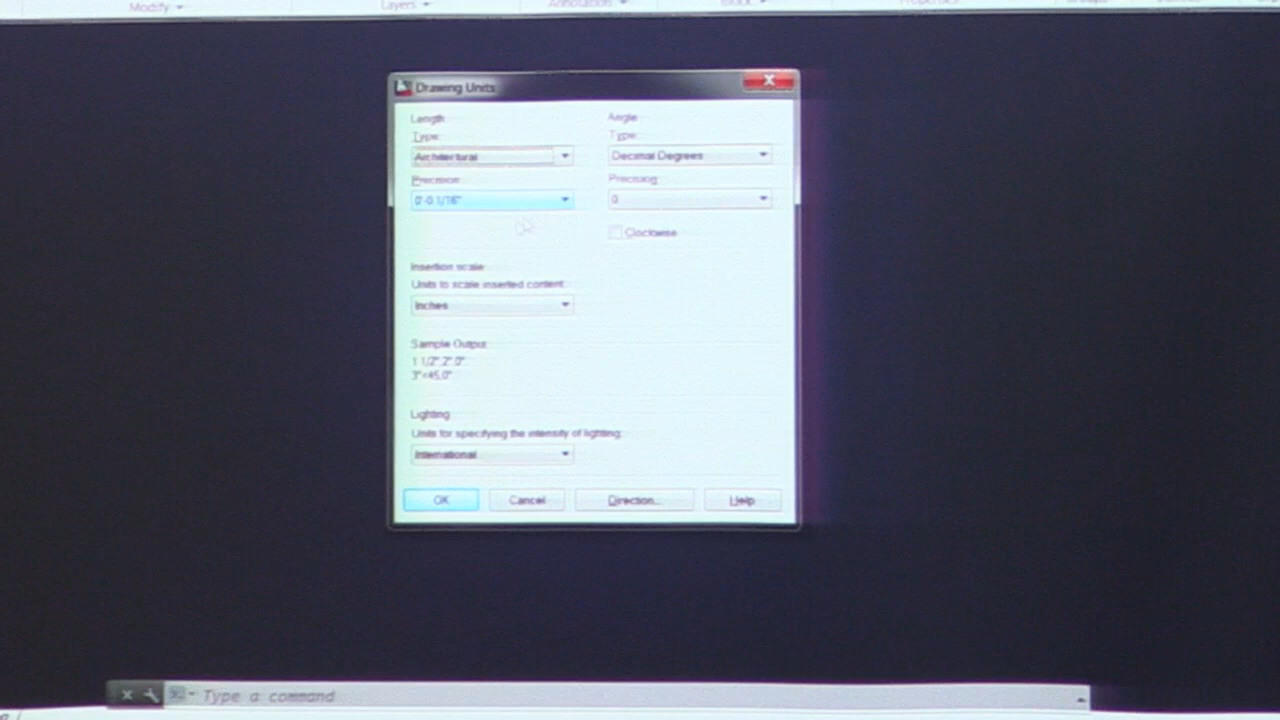 Modify
Layers
Annotation
Block
Properties
Drawing Units
Length
Angle
Type:
Type:
Architectural
Decimal Degrees
Precision:
Precision:
0'-0 1/16"
0
Clockwise
Insertion scale
Units to scale inserted content:
Inches
Sample Output
1 1/2",2",0"
3"<45,0"
Lighting
Units for specifying the intensity of lighting:
International
OK
Cancel
Direction...
Help
Type a command